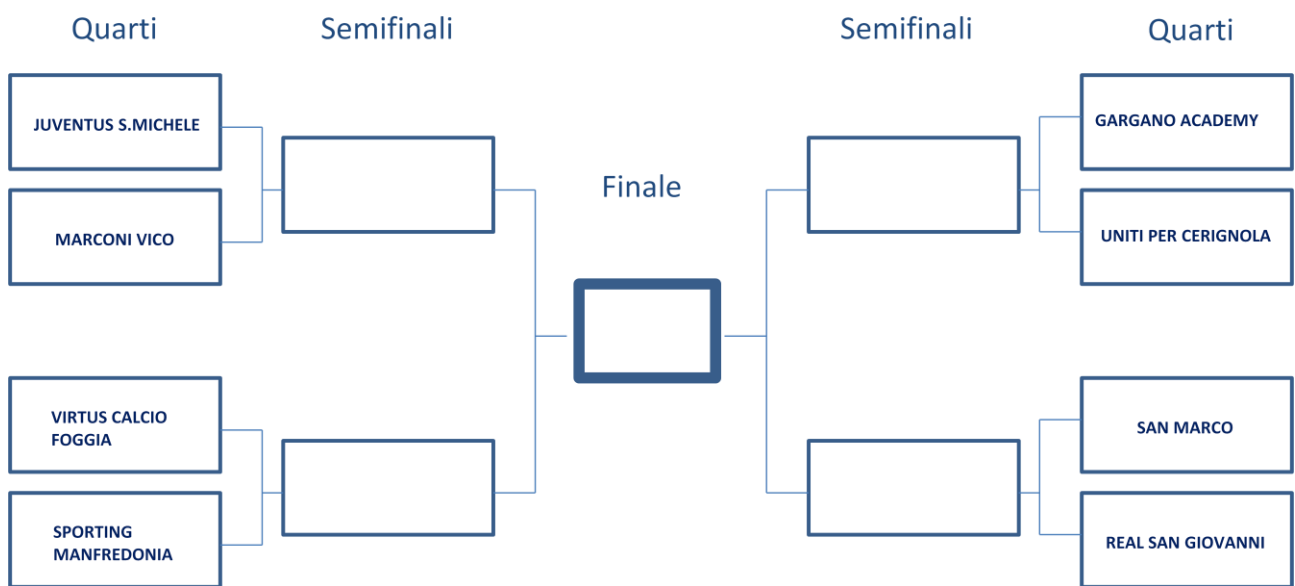 Quarti
Semifinali
Semifinali
Quarti
JUVENTUS S.MICHELE
GARGANO ACADEMY
Finale
MARCONI VICO
UNITI PER CERIGNOLA
VIRTUS CALCIO
FOGGIA
SAN MARCO
SPORTING
MANFREDONIA
REAL SAN GIOVANNI